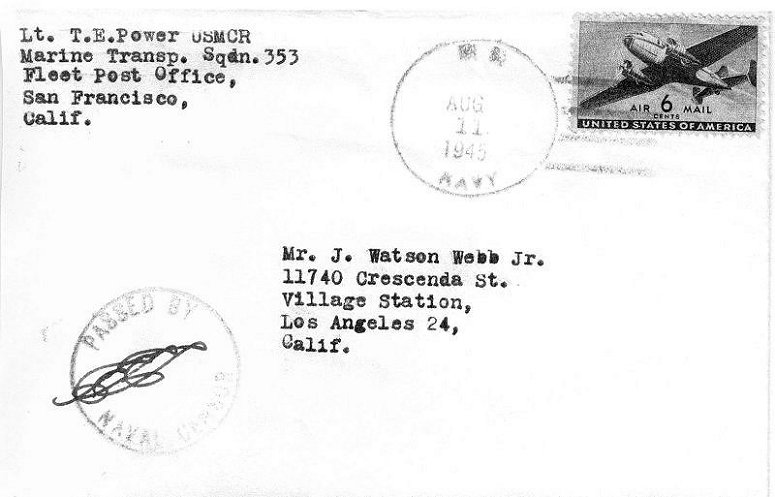 Lt. T.E.Power USMCR
Marine Transp. Sqdn.353
Fleet Post Office,
San Francisco,
Calif.
AUG
11
1945
NAVY
AIR 6 MAIL
CENTS
UNITED STATES OF AMERICA
Mr. J. Watson Webb Jr.
11740 Crescenda St.
Village Station,
Los Angeles 24,
Calif.
PASSED BY
NAVAL CENSOR